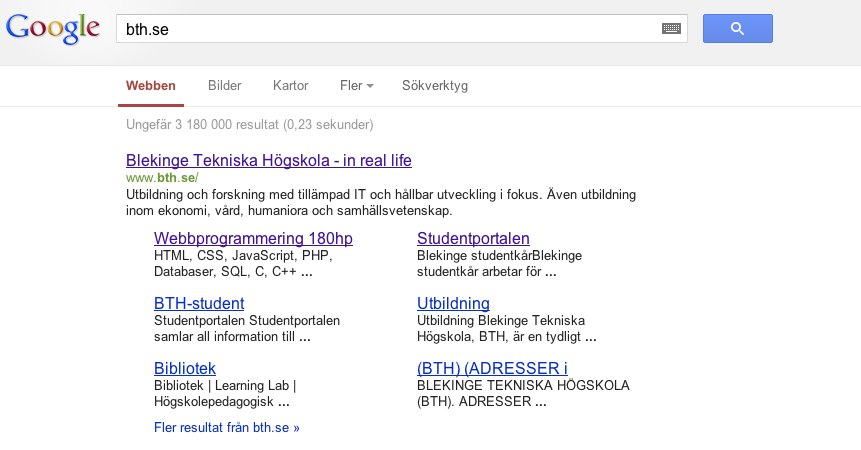 Google bth.se
Webben Bilder Kartor Fler Sökverktyg
Ungefär 3 180 000 resultat (0,23 sekunder)
Blekinge Tekniska Högskola - in real life
www.bth.se/
Utbildning och forskning med tillämpad IT och hållbar utveckling i fokus. Även utbildning
inom ekonomi, vård, humaniora och samhällsvetenskap.
Webbprogrammering 180hp
HTML, CSS, JavaScript, PHP,
Databaser, SQL, C, C++ ...
Studentportalen
Blekinge studentkårBlekinge
studentkår arbetar för ...
BTH-student
Studentportalen Studentportalen
samlar all information till ...
Utbildning
Utbildning Blekinge Tekniska
Högskola, BTH, är en tydligt ...
Bibliotek
Bibliotek | Learning Lab |
Högskolepedagogisk ...
(BTH) (ADRESSER i
BLEKINGE TEKNISKA HÖGSKOLA
(BTH). ADRESSER ...
Fler resultat från bth.se »